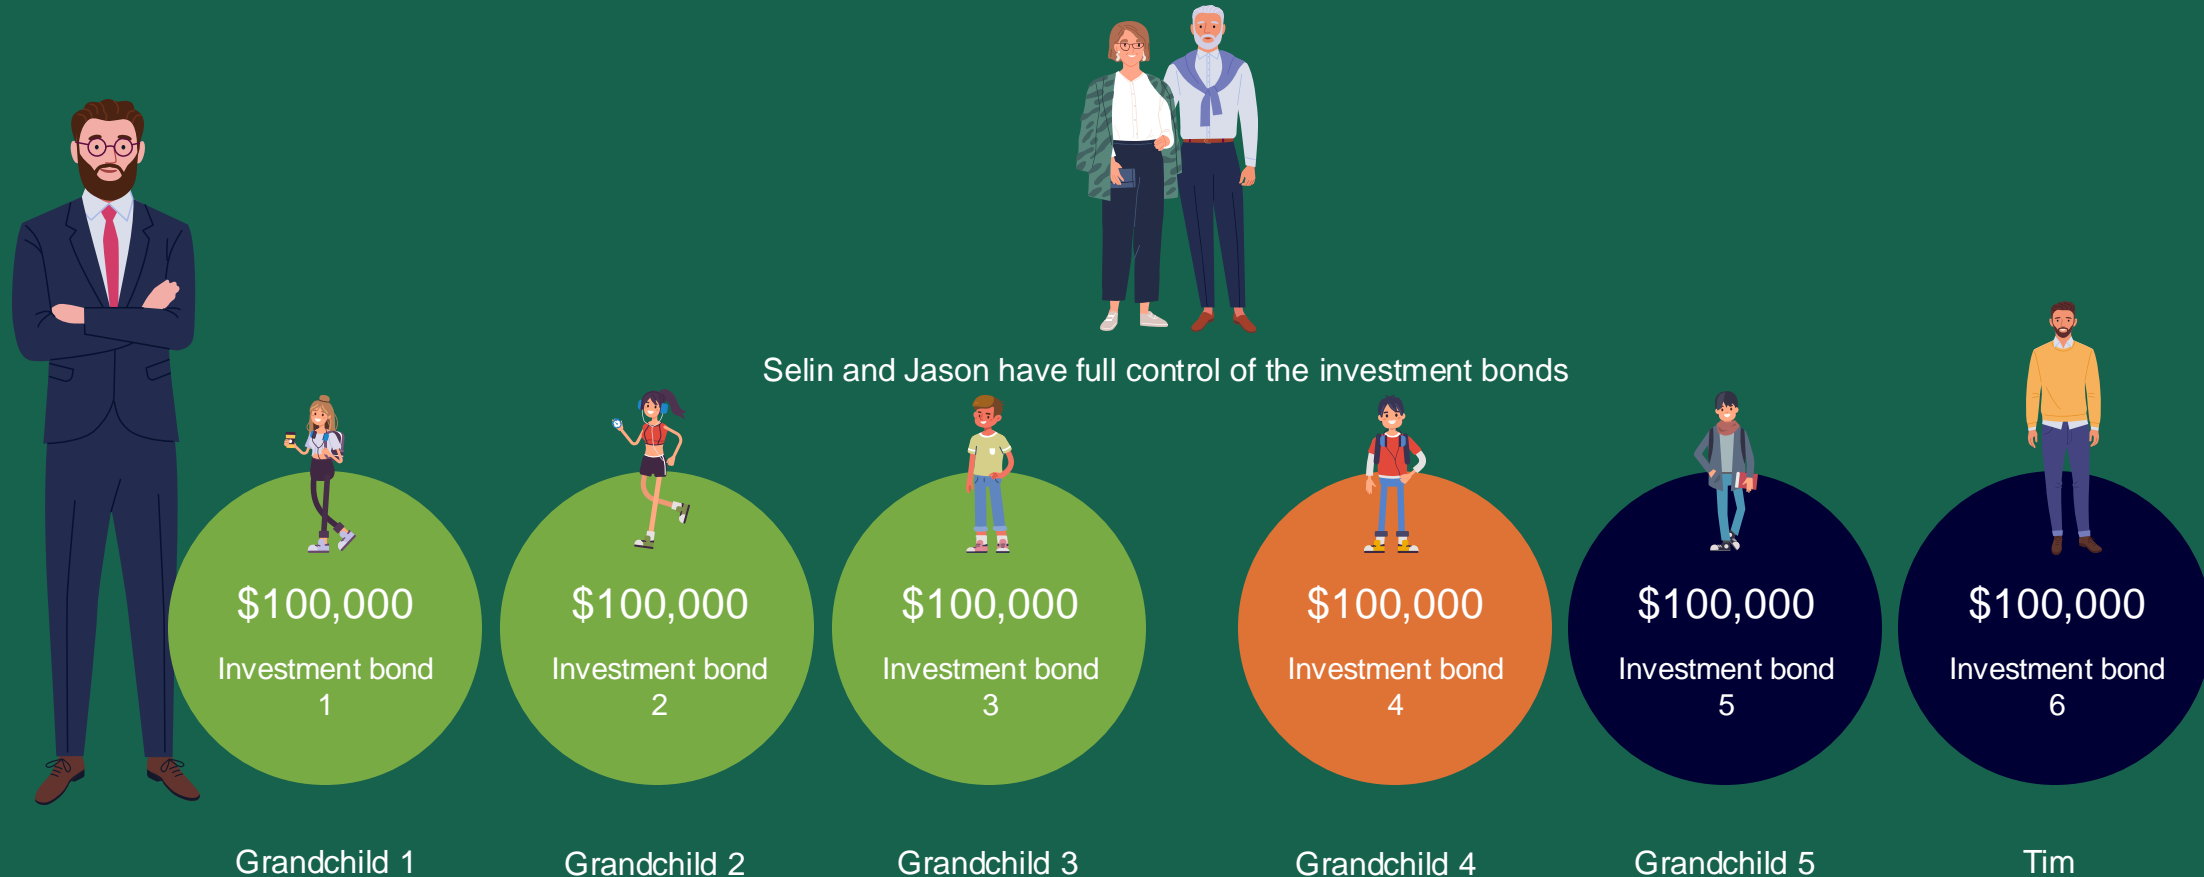 Selin and Jason have full control of the investment bonds
$100,000
Investment bond
1
$100,000
Investment bond
2
$100,000
Investment bond
3
$100,000
Investment bond
4
$100,000
Investment bond
5
$100,000
Investment bond
6
Grandchild 1
Grandchild 2
Grandchild 3
Grandchild 4
Grandchild 5
Tim